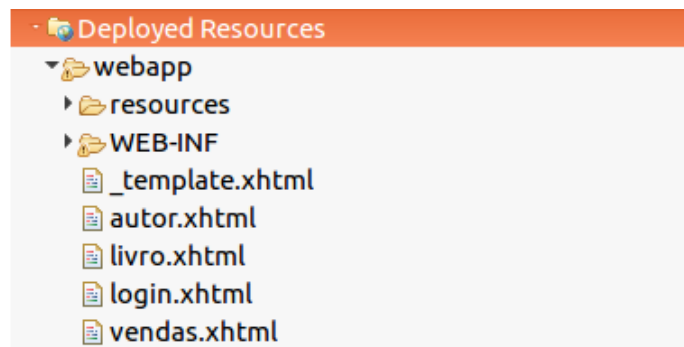 Deployed Resources
webapp
resources
WEB-INF
_template.xhtml
autor.xhtml
livro.xhtml
login.xhtml
vendas.xhtml